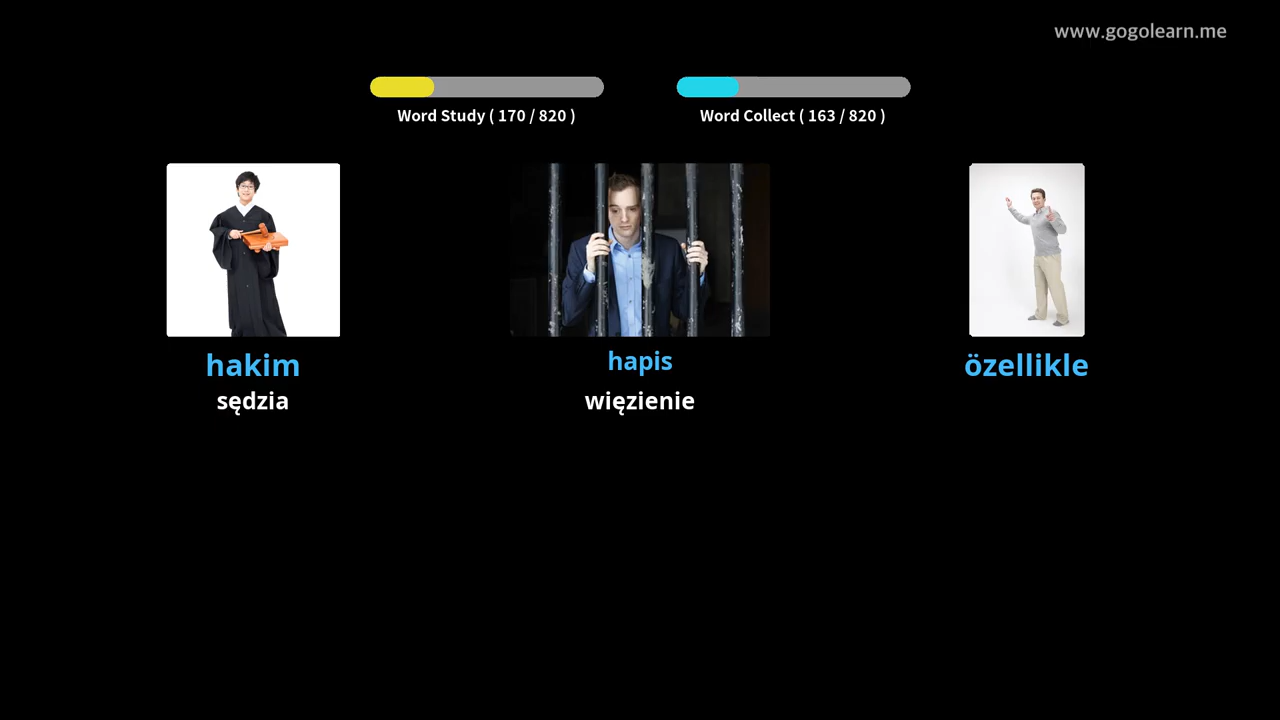 www.gogolearn.me
Word Study ( 170 / 820 )
Word Collect ( 163 / 820 )
hakim
sędzia
hapis
więzienie
özellikle